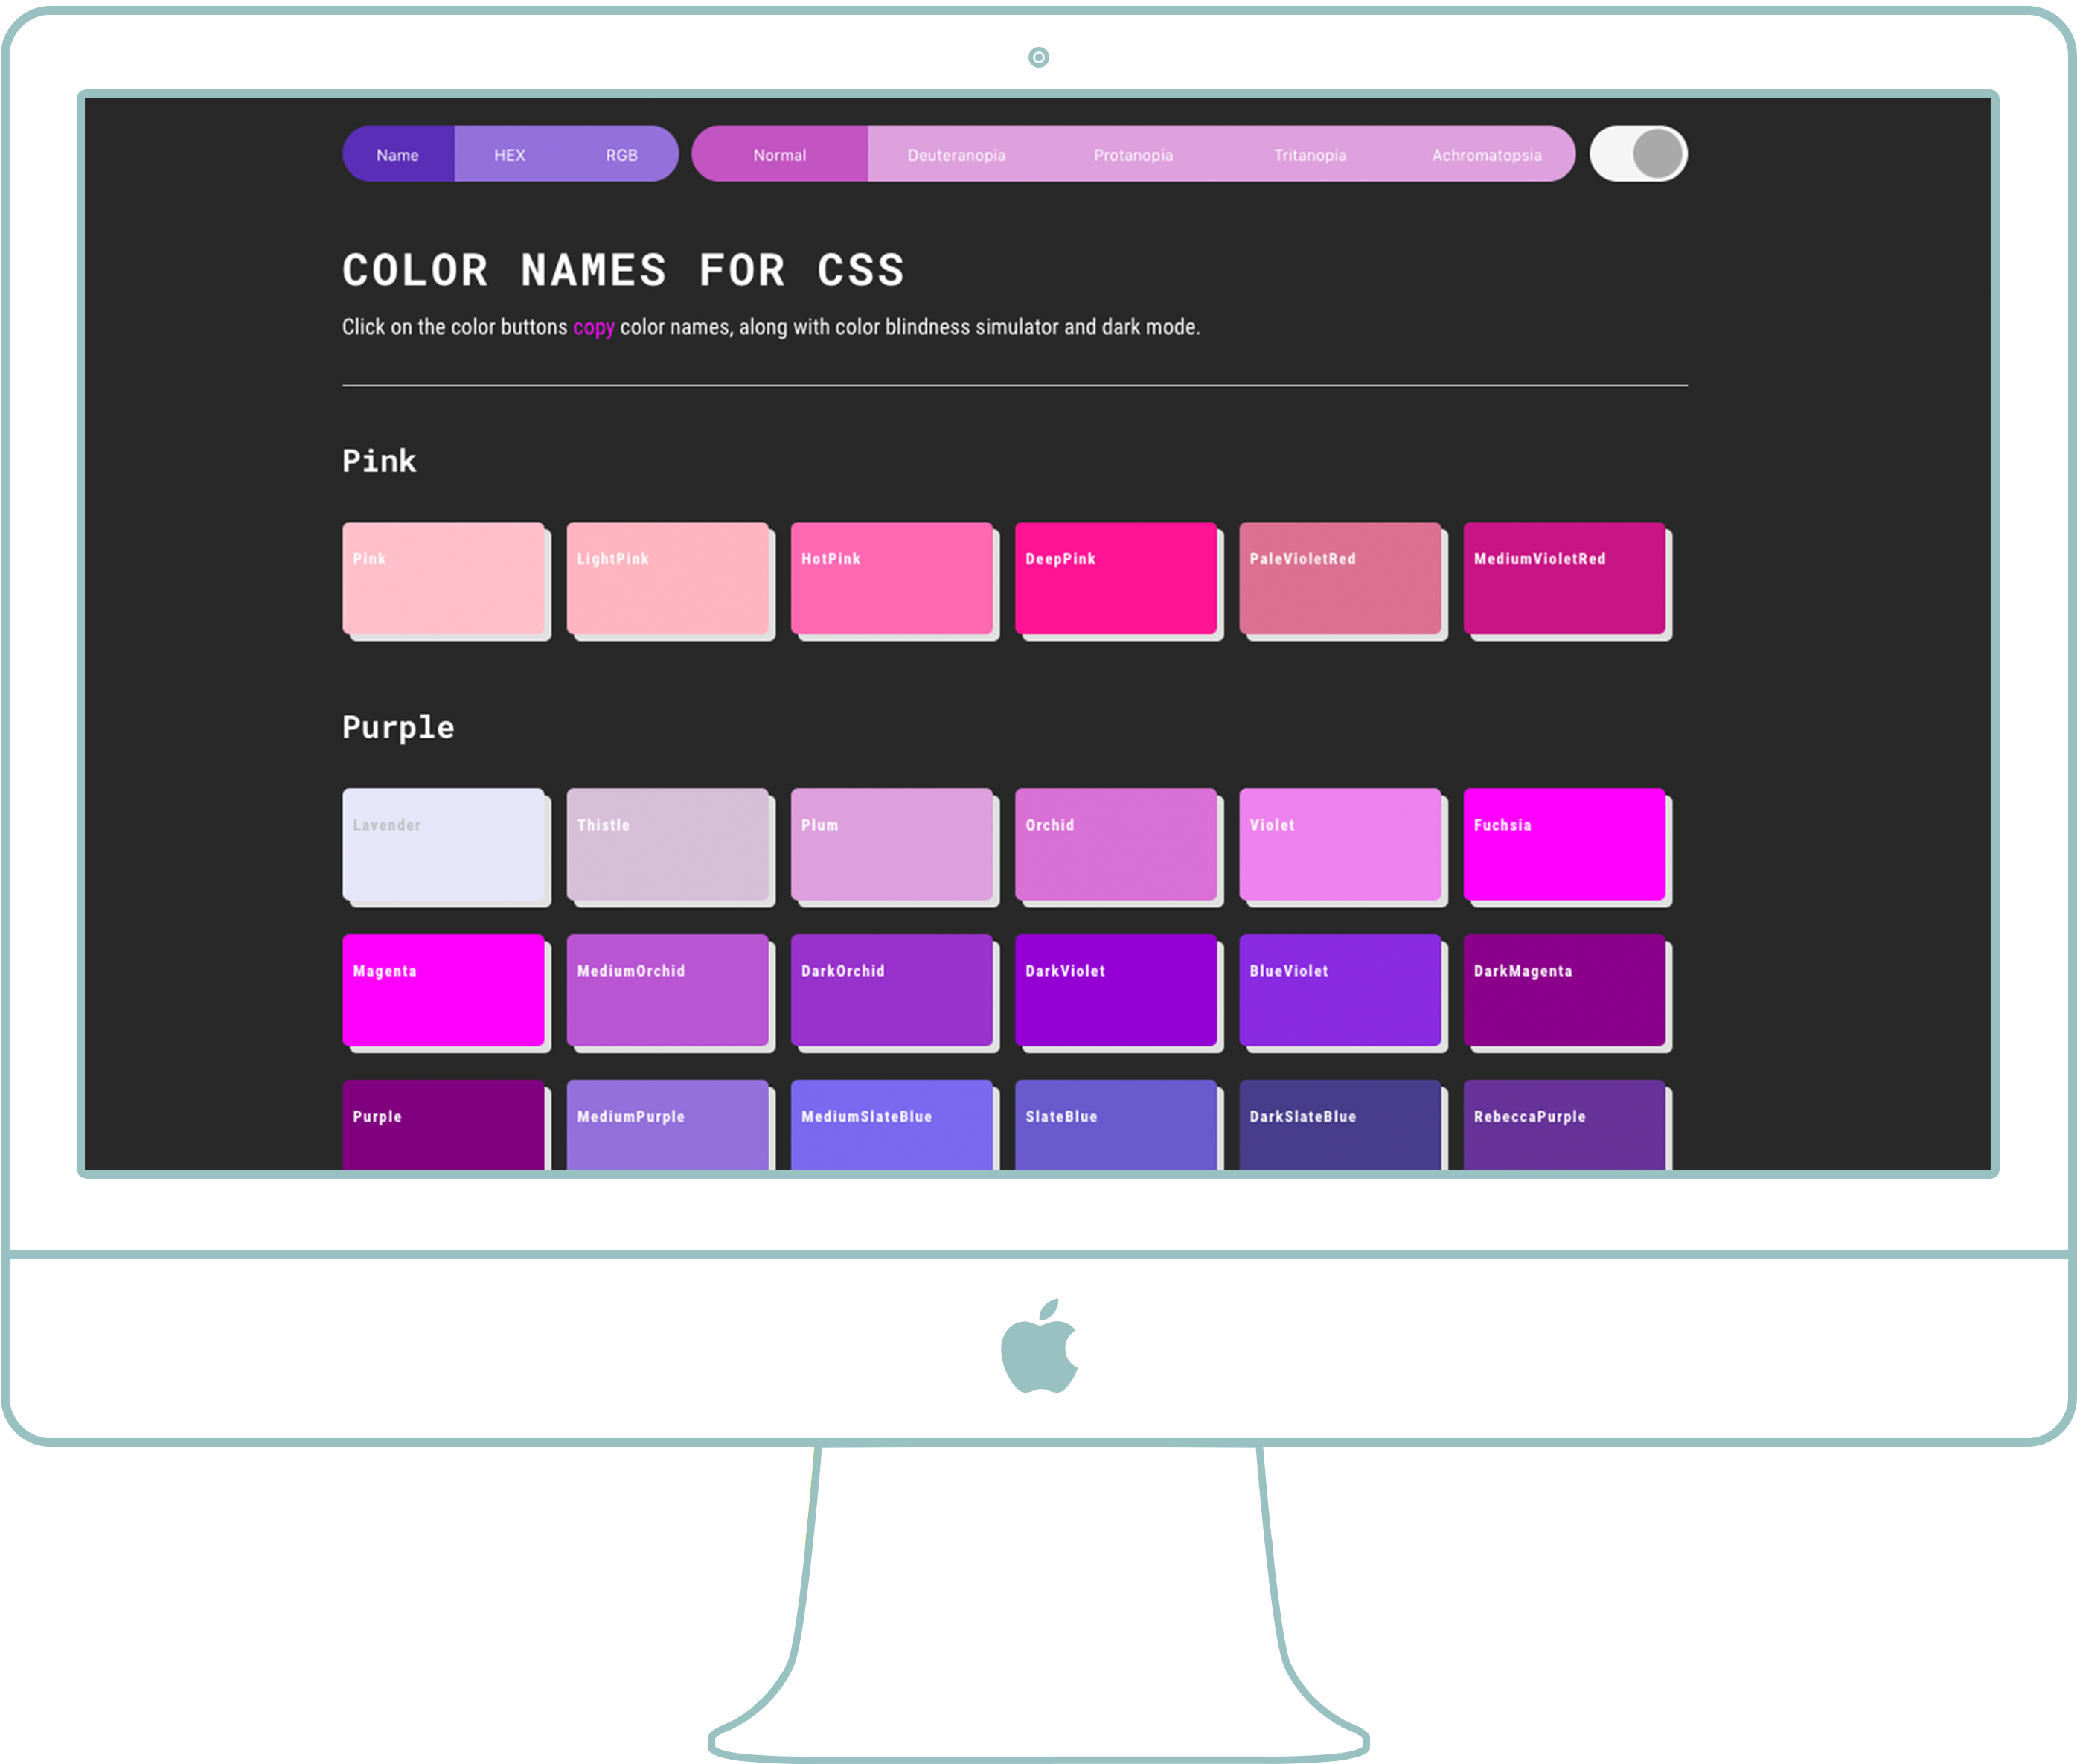 Name HEX RGB Normal Deuteranopia Protanopia Tritanopia Achromatopsia
COLOR NAMES FOR CSS
Click on the color buttons copy color names, along with color blindness simulator and dark mode.
Pink
Pink LightPink HotPink DeepPink PaleVioletRed MediumVioletRed
Purple
Lavender Thistle Plum Orchid Violet Fuchsia
Magenta MediumOrchid DarkOrchid DarkViolet BlueViolet DarkMagenta
Purple MediumPurple MediumSlateBlue SlateBlue DarkSlateBlue RebeccaPurple